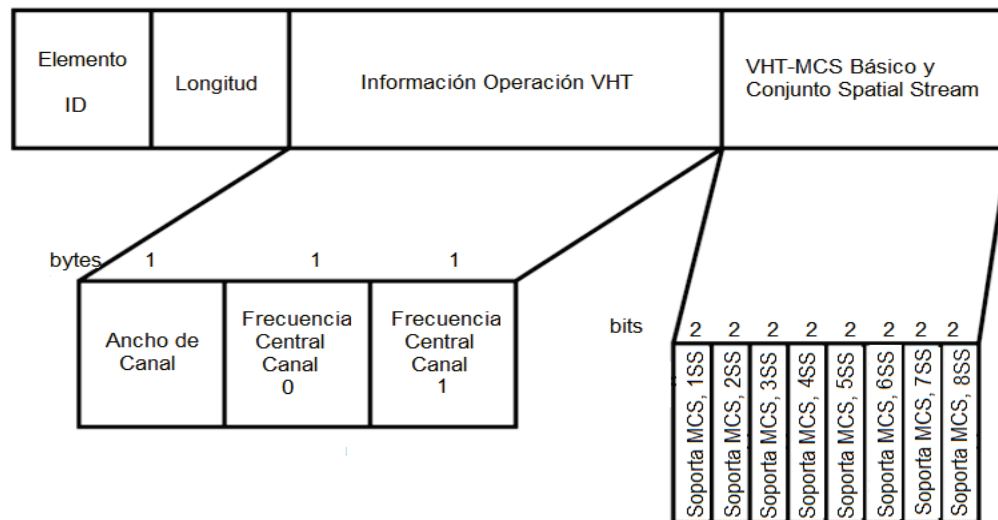 Elemento
ID
Longitud
Información Operación VHT
VHT-MCS Básico y
Conjunto Spatial Stream
bytes 1 1 1
Ancho de
Canal
Frecuencia
Central
Canal
0
Frecuencia
Central
Canal
1
bits 2 2 2 2 2 2 2 2
Soporta MCS, 1SS
Soporta MCS, 2SS
Soporta MCS, 3SS
Soporta MCS, 4SS
Soporta MCS, 5SS
Soporta MCS, 6SS
Soporta MCS, 7SS
Soporta MCS, 8SS